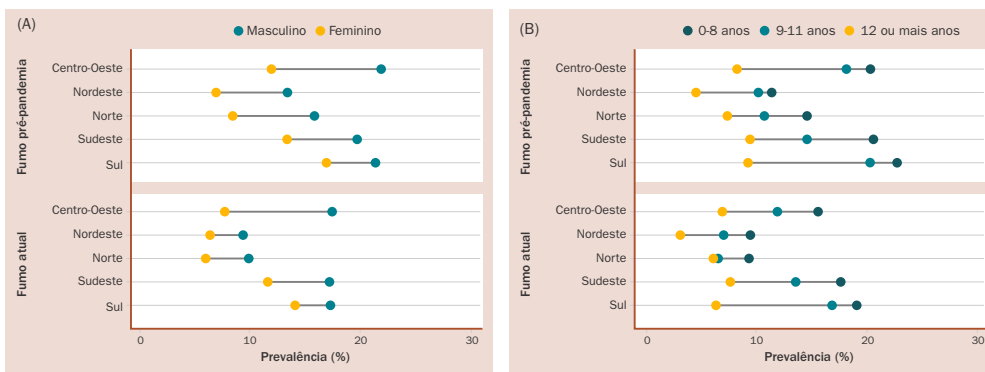 (A)
Masculino Feminino
Fumo pré-pandemia
Centro-Oeste
Nordeste
Norte
Sudeste
Sul
Fumo atual
Centro-Oeste
Nordeste
Norte
Sudeste
Sul
0 10 20 30
Prevalência (%)
(B)
0-8 anos 9-11 anos 12 ou mais anos
Fumo pré-pandemia
Centro-Oeste
Nordeste
Norte
Sudeste
Sul
Fumo atual
Centro-Oeste
Nordeste
Norte
Sudeste
Sul
0 10 20 30
Prevalência (%)